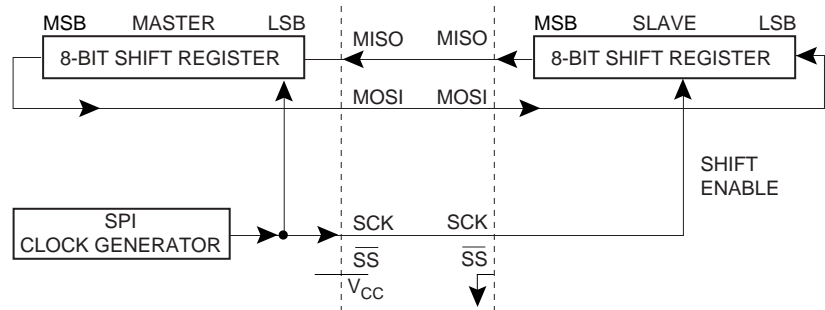 MSB MASTER LSB
8-BIT SHIFT REGISTER
MISO MISO
MSB SLAVE LSB
8-BIT SHIFT REGISTER
MOSI MOSI
SHIFT
ENABLE
SPI
CLOCK GENERATOR
SCK SCK
SS SS
VCC